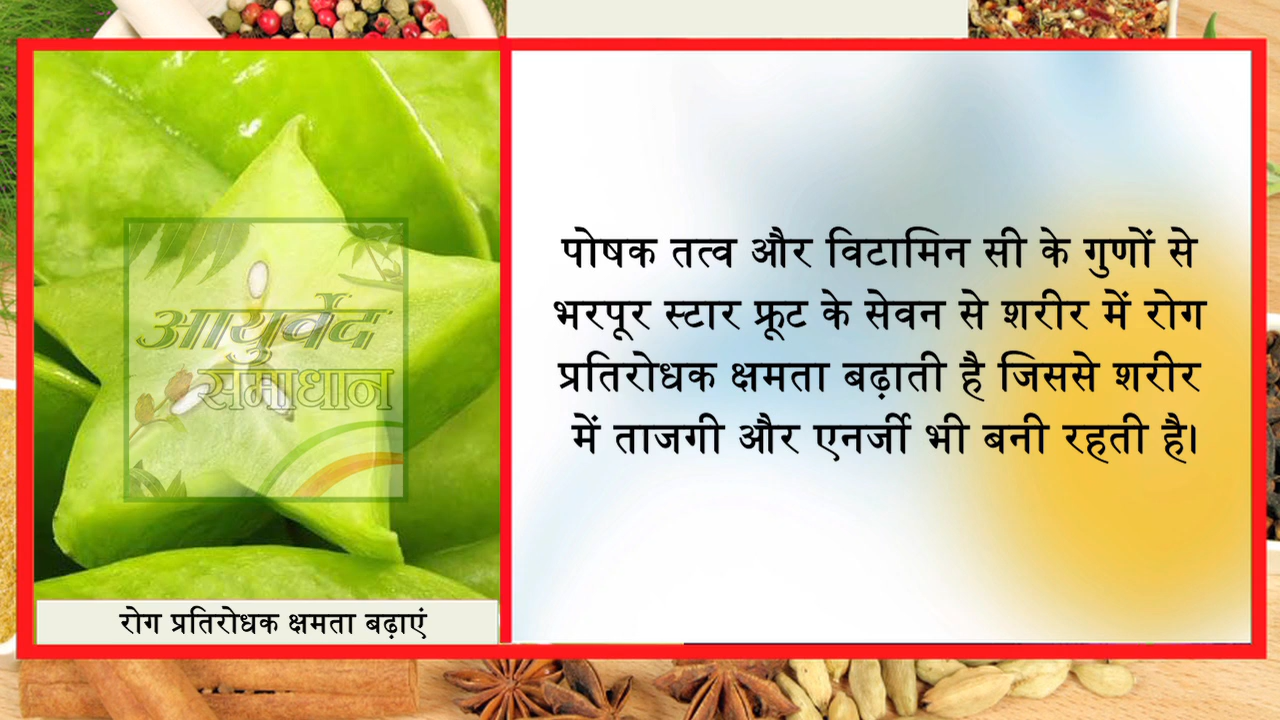 आयुर्वेद
समाधान
रोग प्रतिरोधक क्षमता बढ़ाएं
पोषक तत्व और विटामिन सी के गुणों से
भरपूर स्टार फ्रूट के सेवन से शरीर में रोग
प्रतिरोधक क्षमता बढ़ाती है जिससे शरीर
में ताजगी और एनर्जी भी बनी रहती है।